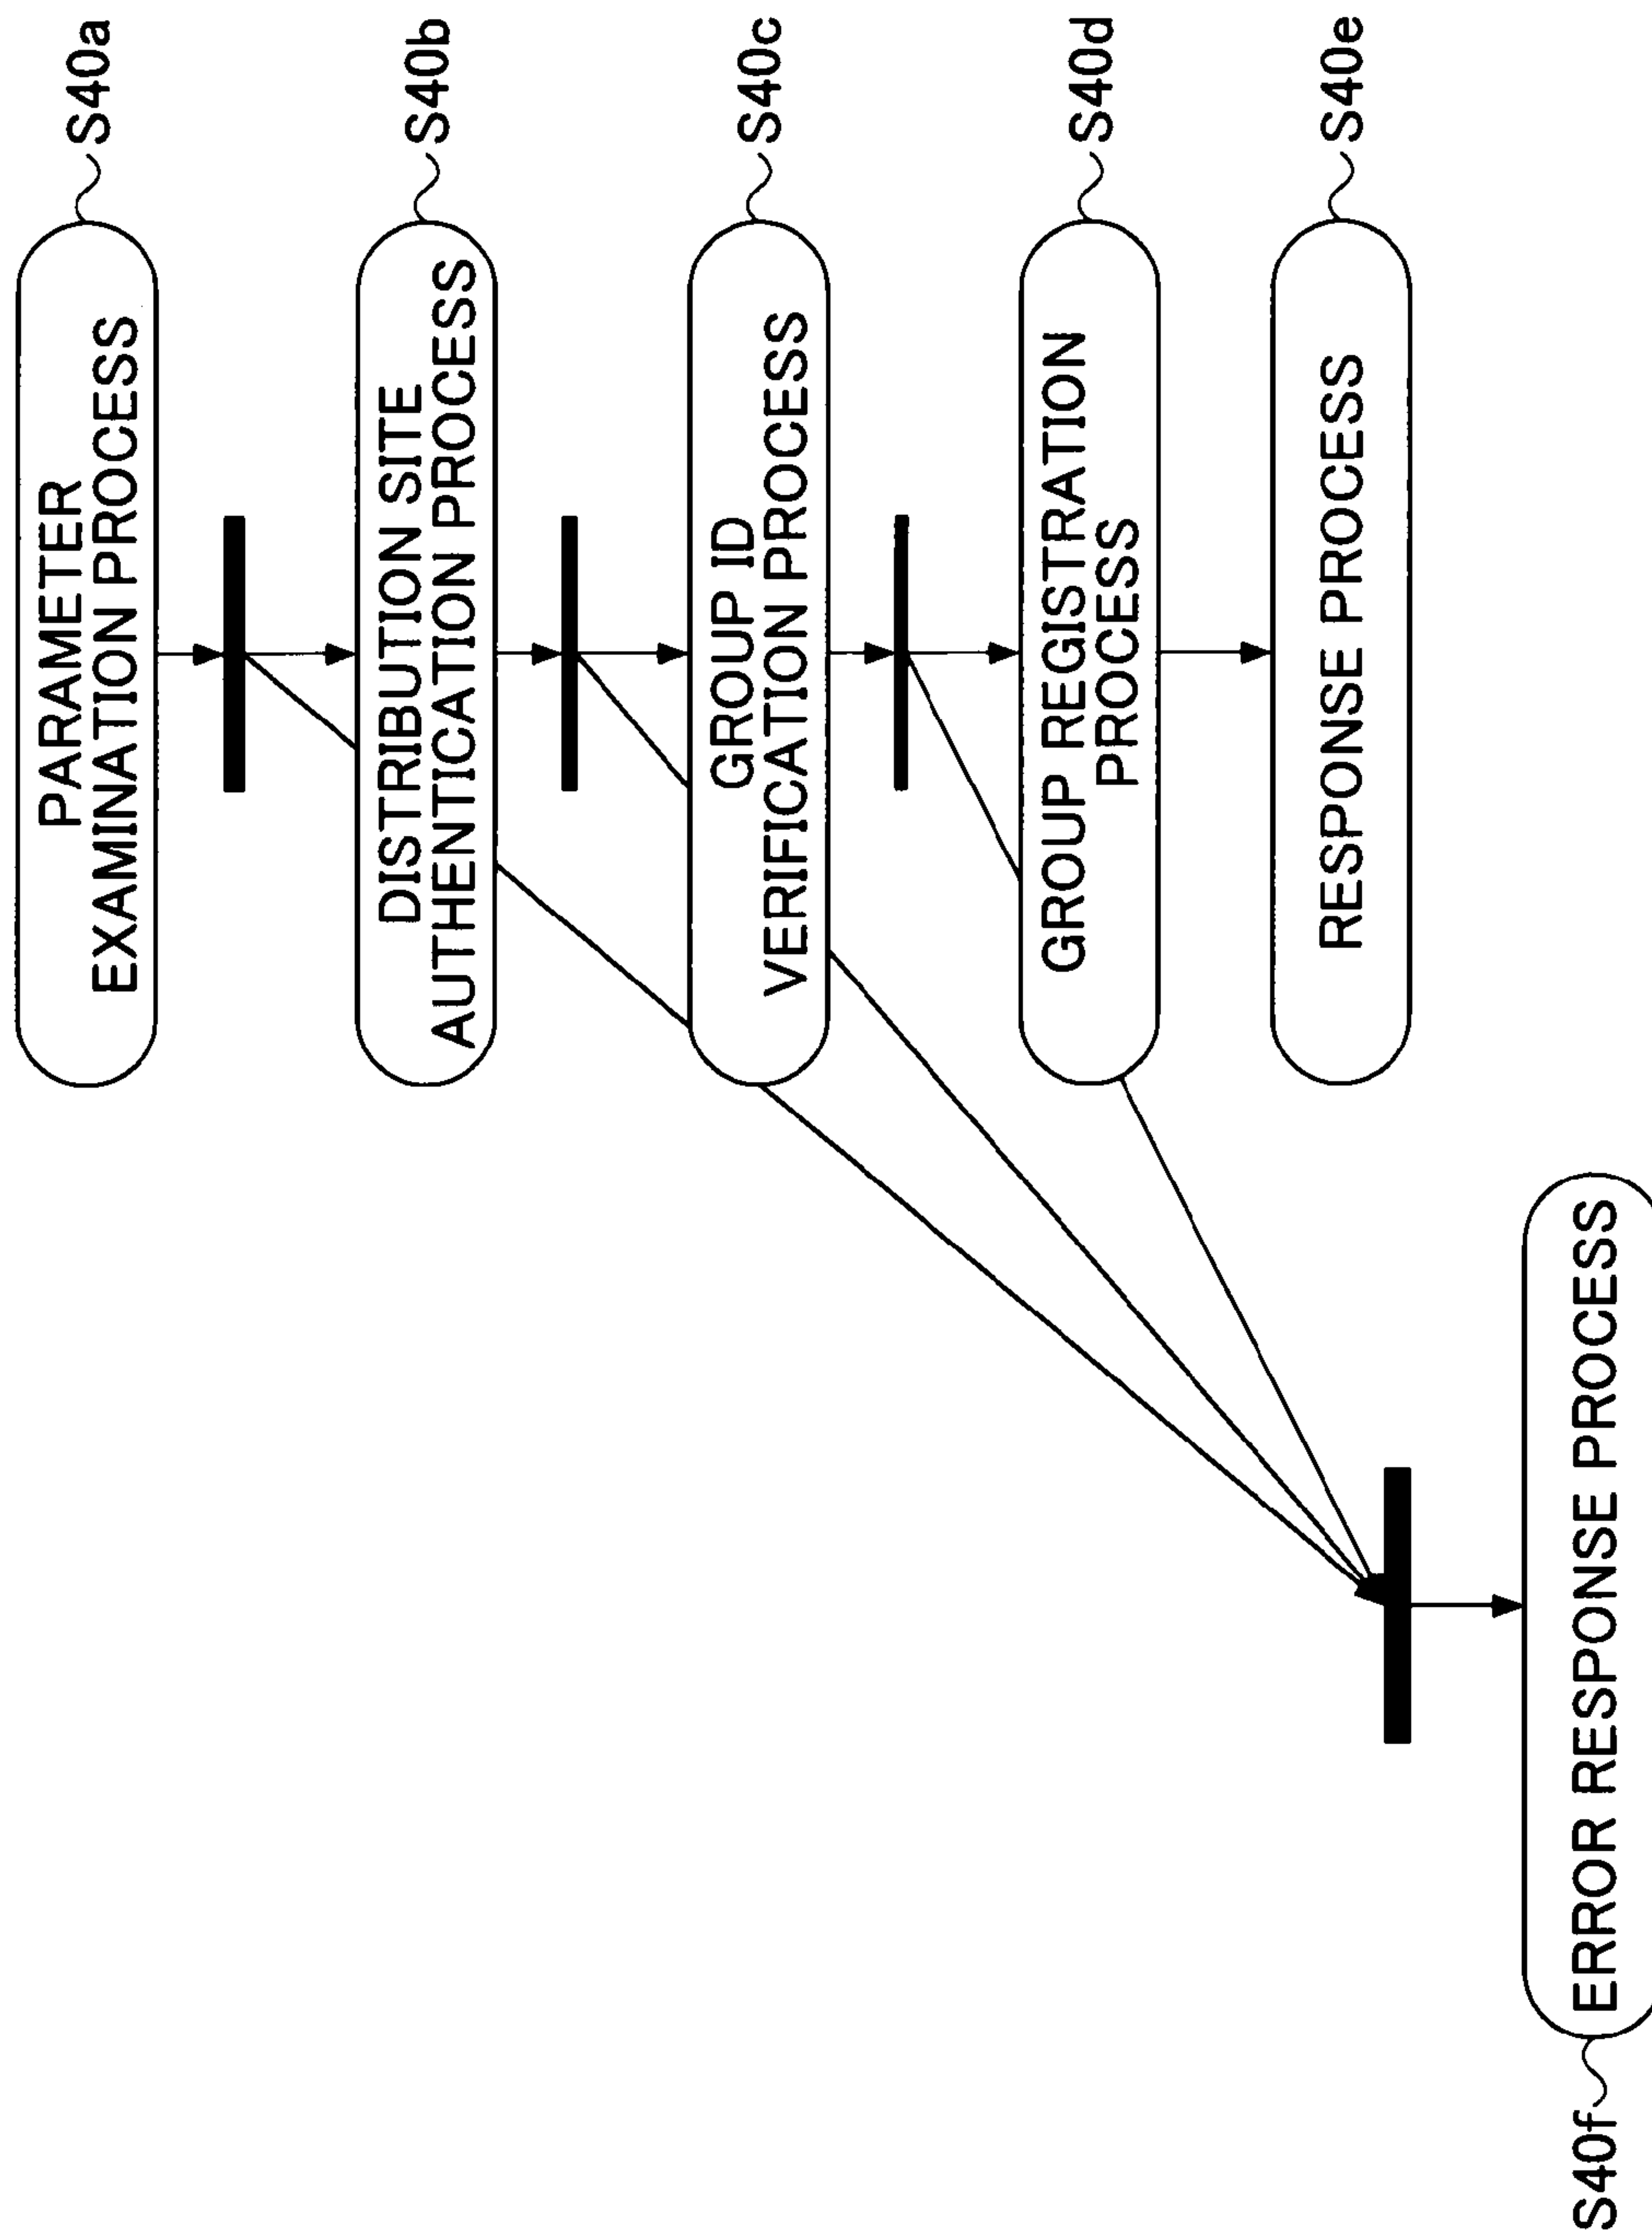 PARAMETER
EXAMINATION PROCESS
S40a
DISTRIBUTION SITE
AUTHENTICATION PROCESS
S40b
GROUP ID
VERIFICATION PROCESS
S40c
GROUP REGISTRATION
PROCESS
S40d
RESPONSE PROCESS
S40e
S40f
ERROR RESPONSE PROCESS